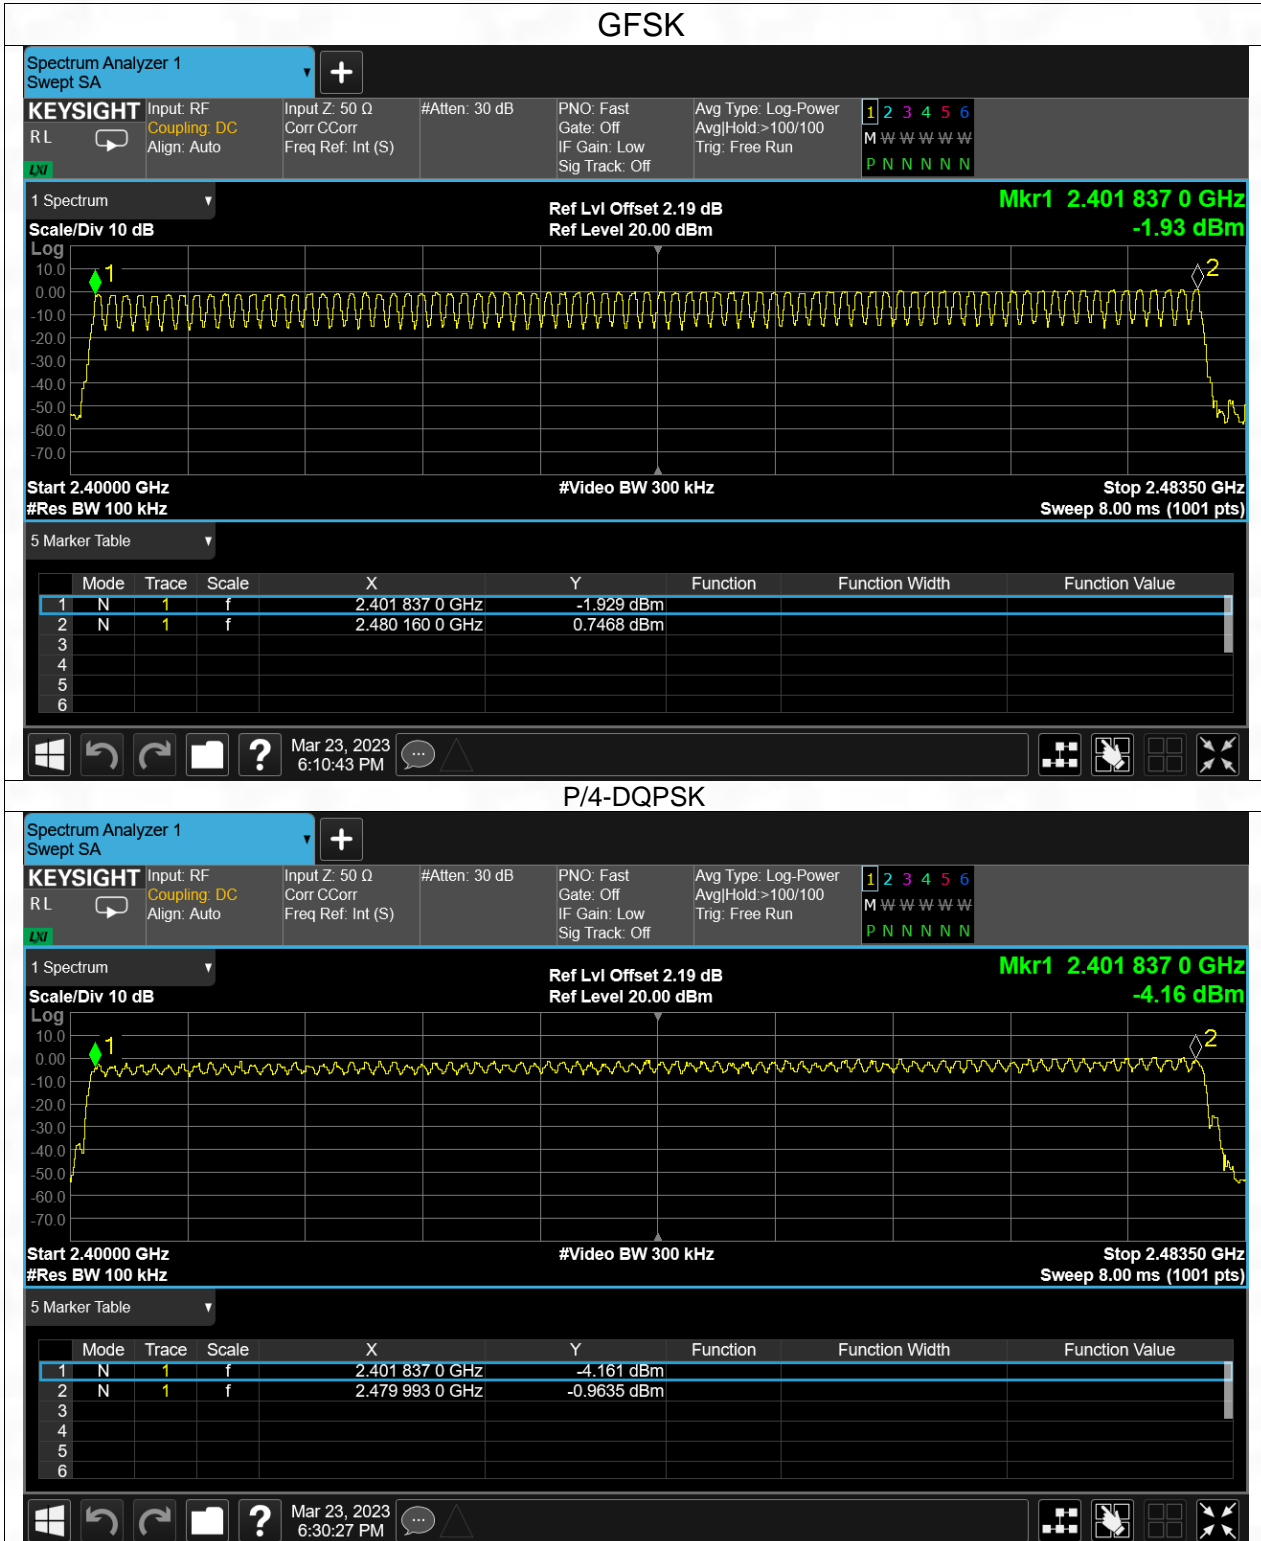 GFSK
Spectrum Analyzer 1
Swept SA
KEYSIGHT Input: RF Input Z: 50 Ω #Atten: 30 dB PNO: Fast Avg Type: Log-Power 1 2 3 4 5 6
RL Coupling: DC Corr CCorr Gate: Off Avg|Hold:>100/100 M W W W W W
Align: Auto Freq Ref: Int (S) IF Gain: Low Trig: Free Run
LXI Sig Track: Off P N N N N N
1 Spectrum Ref Lvl Offset 2.19 dB Mkr1 2.401 837 0 GHz
Scale/Div 10 dB Ref Level 20.00 dBm -1.93 dBm
Log
10.0 1 2
0.00
-10.0
-20.0
-30.0
-40.0
-50.0
-60.0
-70.0
Start 2.40000 GHz #Video BW 300 kHz Stop 2.48350 GHz
#Res BW 100 kHz Sweep 8.00 ms (1001 pts)
5 Marker Table
Mode Trace Scale X Y Function Function Width Function Value
1 N 1 f 2.401 837 0 GHz -1.929 dBm
2 N 1 f 2.480 160 0 GHz 0.7468 dBm
3
4
5
6
Mar 23, 2023
6:10:43 PM
P/4-DQPSK
Spectrum Analyzer 1
Swept SA
KEYSIGHT Input: RF Input Z: 50 Ω #Atten: 30 dB PNO: Fast Avg Type: Log-Power 1 2 3 4 5 6
RL Coupling: DC Corr CCorr Gate: Off Avg|Hold:>100/100 M W W W W W
Align: Auto Freq Ref: Int (S) IF Gain: Low Trig: Free Run
LXI Sig Track: Off P N N N N N
1 Spectrum Ref Lvl Offset 2.19 dB Mkr1 2.401 837 0 GHz
Scale/Div 10 dB Ref Level 20.00 dBm -4.16 dBm
Log
10.0 1 2
0.00
-10.0
-20.0
-30.0
-40.0
-50.0
-60.0
-70.0
Start 2.40000 GHz #Video BW 300 kHz Stop 2.48350 GHz
#Res BW 100 kHz Sweep 8.00 ms (1001 pts)
5 Marker Table
Mode Trace Scale X Y Function Function Width Function Value
1 N 1 f 2.401 837 0 GHz -4.161 dBm
2 N 1 f 2.479 993 0 GHz -0.9635 dBm
3
4
5
6
Mar 23, 2023
6:30:27 PM